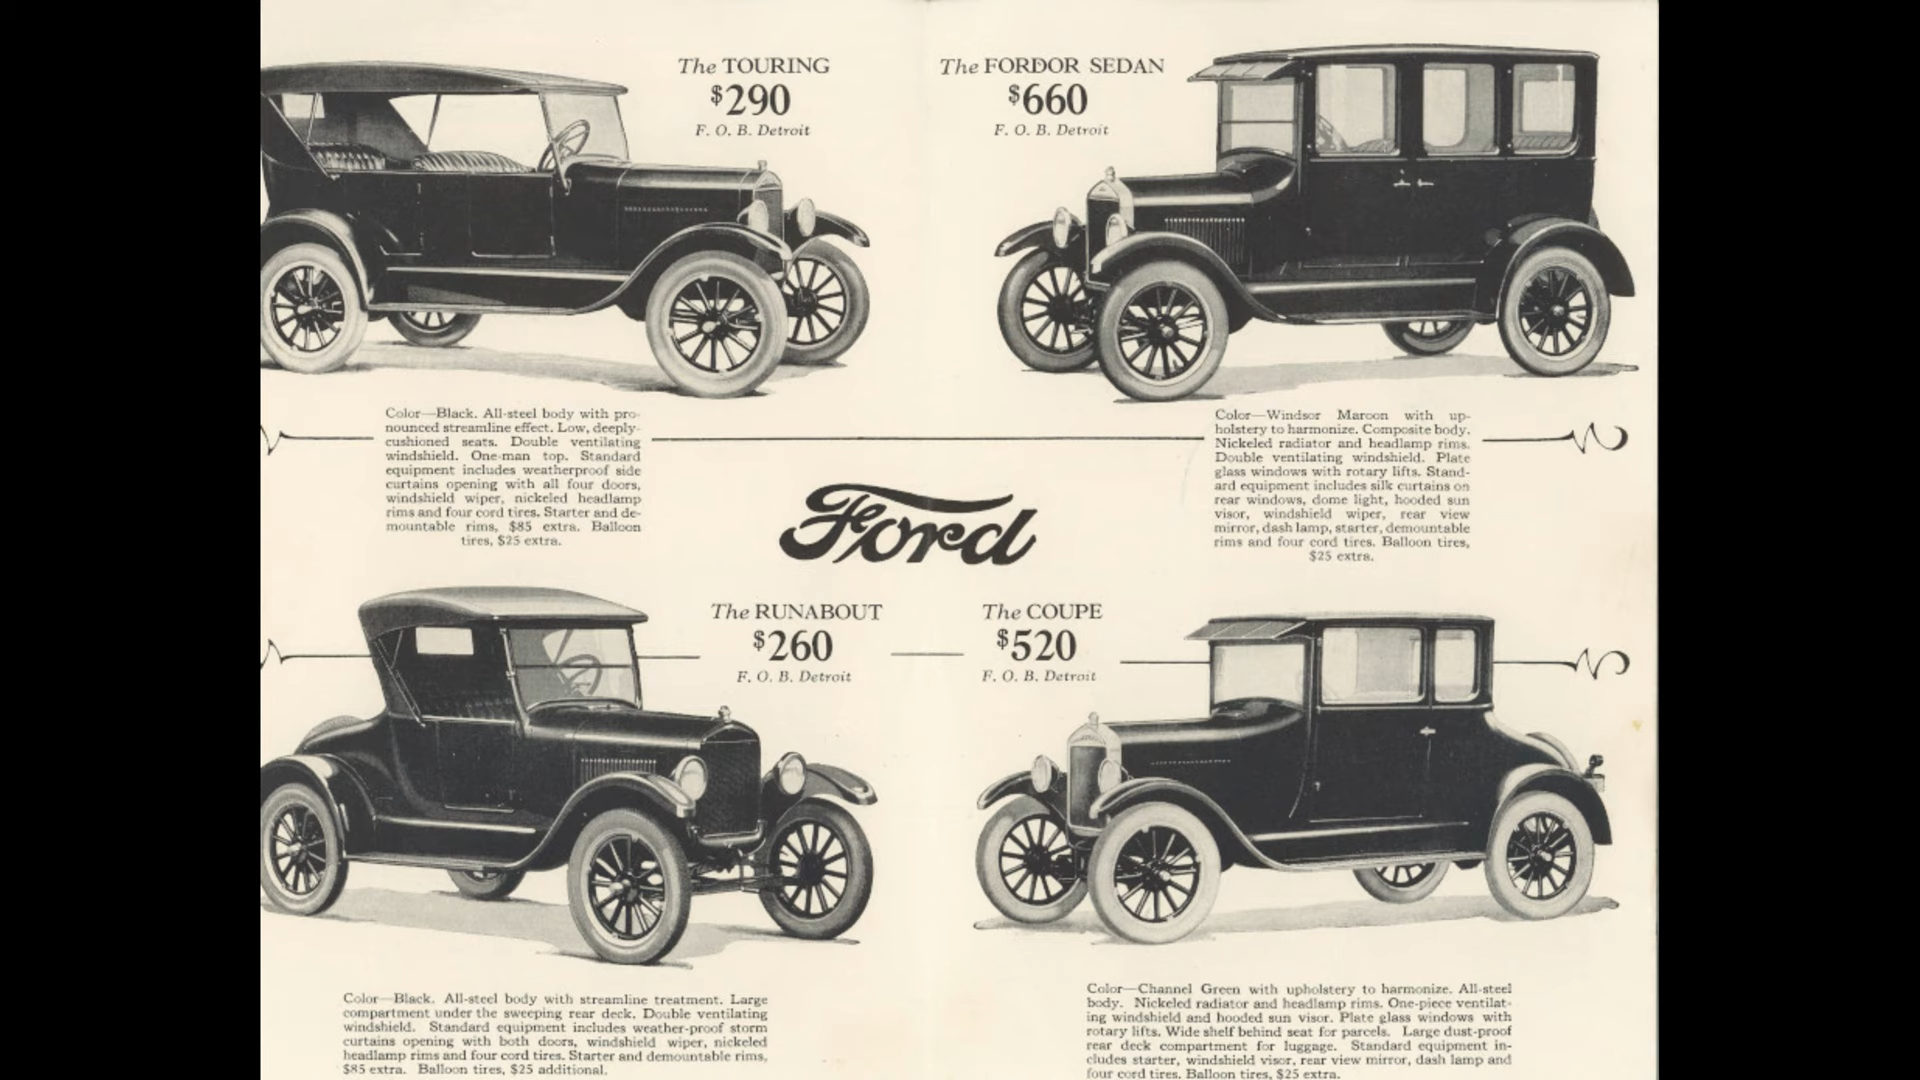 The TOURING
$290
F. O. B. Detroit
The FORDOR SEDAN
$660
F. O. B. Detroit
Color—Black. All-steel body with pro-
nounced streamline effect. Low, deeply-
cushioned seats. Double ventilating
windshield. One-man top. Standard
equipment includes weatherproof side
curtains opening with all four doors,
windshield wiper, nickeled headlamp
rims and four cord tires. Starter and de-
mountable rims, $85 extra. Balloon
tires, $25 extra.
Color—Windsor Maroon with up-
holstery to harmonize. Composite body.
Nickeled radiator and headlamp rims.
Double ventilating windshield. Plate
glass windows with rotary lifts. Stand-
ard equipment includes silk curtains on
rear windows, dome light, hooded sun
visor, windshield wiper, rear view
mirror, dash lamp, starter, demountable
rims and four cord tires. Balloon tires,
$25 extra.
Ford
The RUNABOUT
$260
F. O. B. Detroit
The COUPE
$520
F. O. B. Detroit
Color—Black. All-steel body with streamline treatment. Large
compartment under the sweeping rear deck. Double ventilating
windshield. Standard equipment includes weather-proof storm
curtains opening with both doors, windshield wiper, nickeled
headlamp rims and four cord tires. Starter and demountable rims,
$85 extra. Balloon tires, $25 additional.
Color—Channel Green with upholstery to harmonize. All-steel
body. Nickeled radiator and headlamp rims. One-piece ventilat-
ing windshield and hooded sun visor. Plate glass windows with
rotary lifts. Wide shelf behind seat for parcels. Large dust-proof
rear deck compartment for luggage. Standard equipment in-
cludes starter, windshield visor, rear view mirror, dash lamp and
four cord tires. Balloon tires, $25 extra.